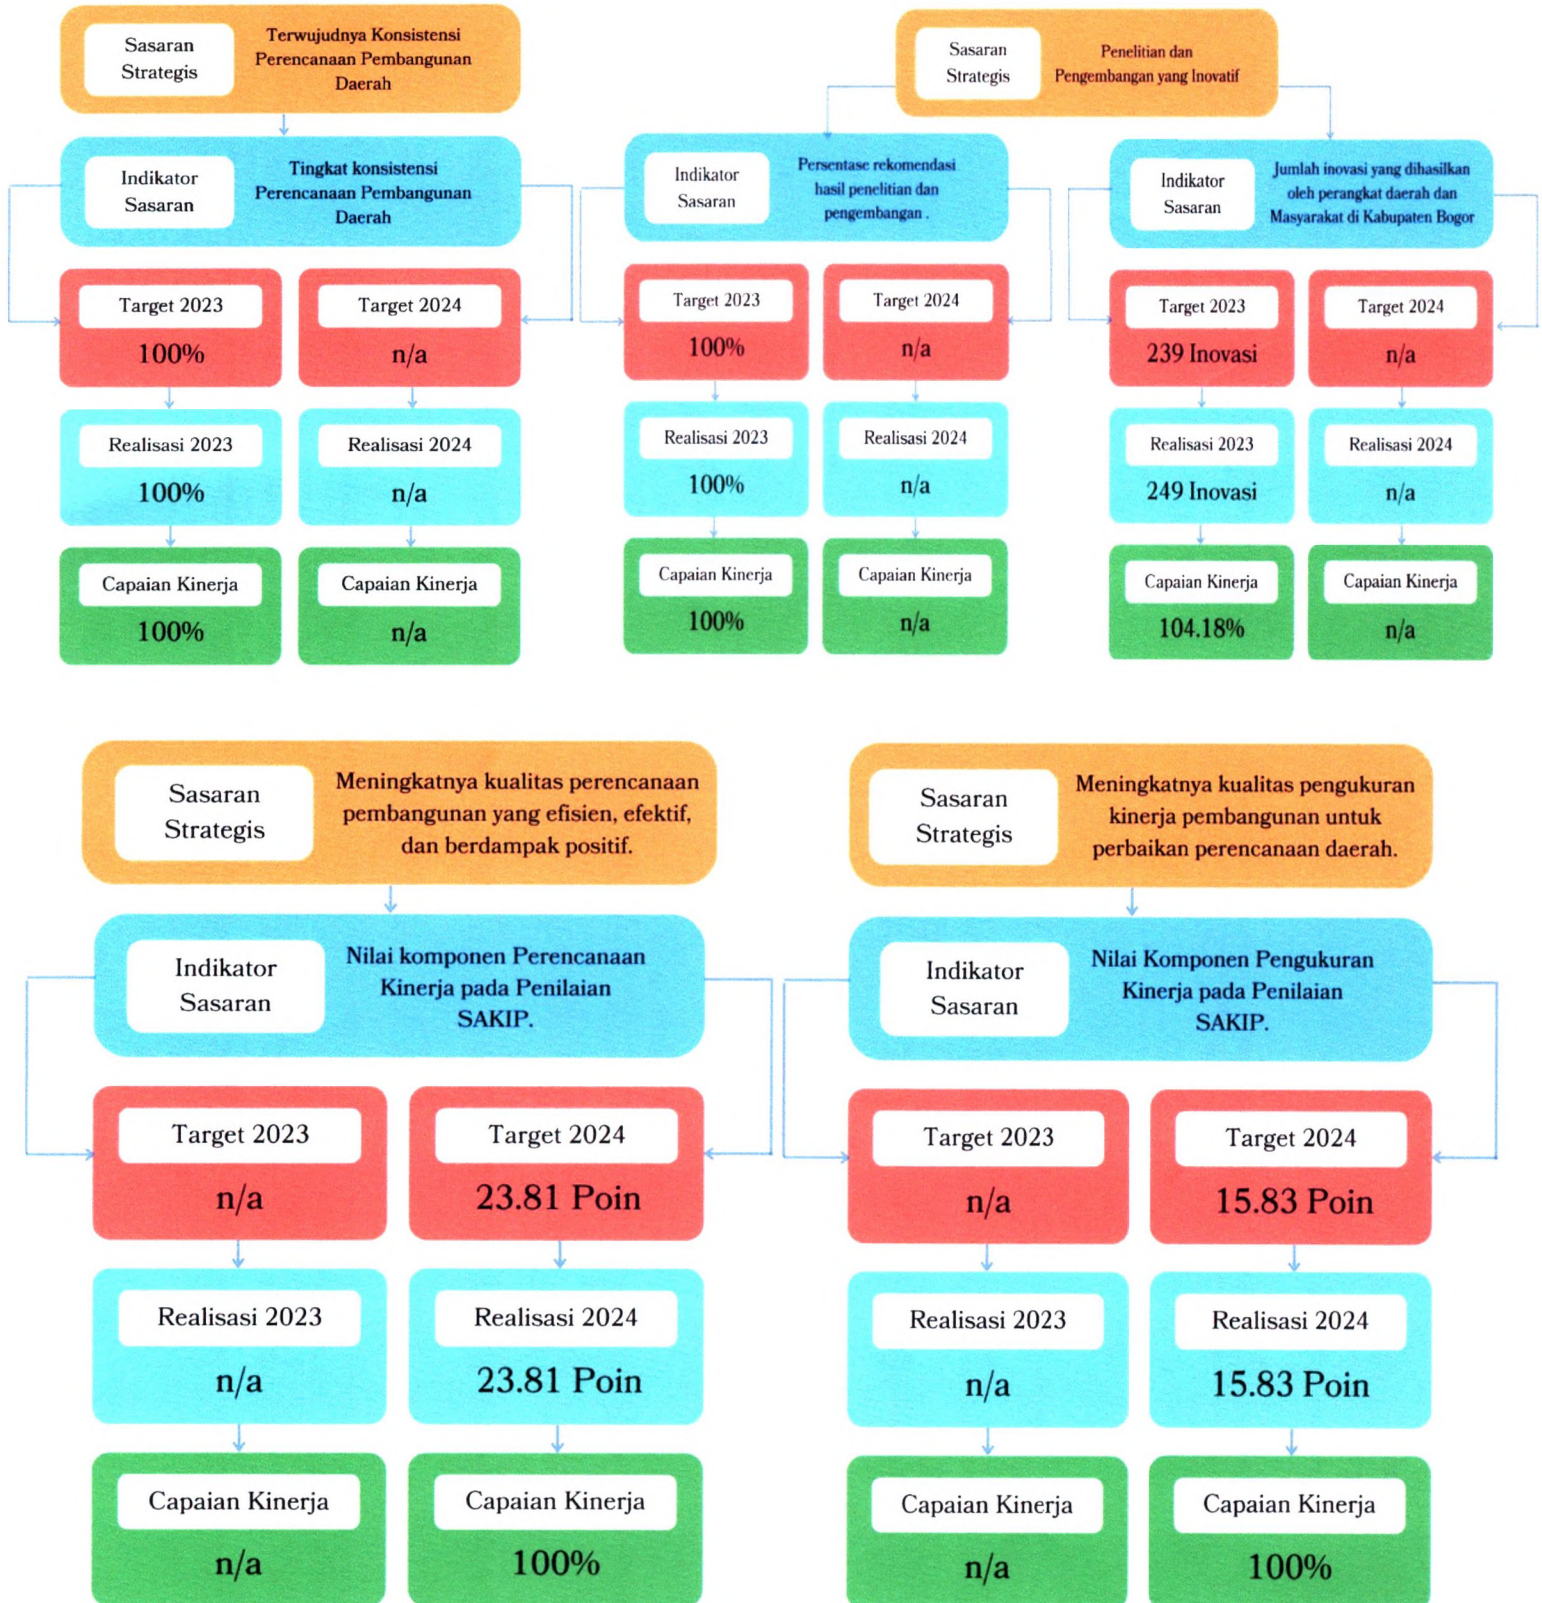 Sasaran
Strategis
Terwujudnya Konsistensi
Perencanaan Pembangunan
Daerah
Indikator
Sasaran
Tingkat konsistensi
Perencanaan Pembangunan
Daerah
Target 2023
100%
Target 2024
n/a
Realisasi 2023
100%
Realisasi 2024
n/a
Capaian Kinerja
100%
Capaian Kinerja
n/a
Sasaran
Strategis
Penelitian dan
Pengembangan yang Inovatif
Indikator
Sasaran
Persentase rekomendasi
hasil penelitian dan
pengembangan .
Target 2023
100%
Target 2024
n/a
Realisasi 2023
100%
Realisasi 2024
n/a
Capaian Kinerja
100%
Capaian Kinerja
n/a
Indikator
Sasaran
Jumlah inovasi yang dihasilkan
oleh perangkat daerah dan
Masyarakat di Kabupaten Bogor
Target 2023
239 Inovasi
Target 2024
n/a
Realisasi 2023
249 Inovasi
Realisasi 2024
n/a
Capaian Kinerja
104.18%
Capaian Kinerja
n/a
Sasaran
Strategis
Meningkatnya kualitas perencanaan
pembangunan yang efisien, efektif,
dan berdampak positif.
Indikator
Sasaran
Nilai komponen Perencanaan
Kinerja pada Penilaian
SAKIP.
Target 2023
n/a
Target 2024
23.81 Poin
Realisasi 2023
n/a
Realisasi 2024
23.81 Poin
Capaian Kinerja
n/a
Capaian Kinerja
100%
Sasaran
Strategis
Meningkatnya kualitas pengukuran
kinerja pembangunan untuk
perbaikan perencanaan daerah.
Indikator
Sasaran
Nilai Komponen Pengukuran
Kinerja pada Penilaian
SAKIP.
Target 2023
n/a
Target 2024
15.83 Poin
Realisasi 2023
n/a
Realisasi 2024
15.83 Poin
Capaian Kinerja
n/a
Capaian Kinerja
100%